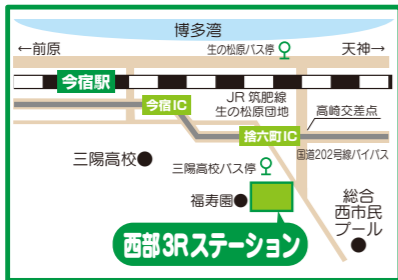 博多湾
←前原
生の松原バス停
天神→
今宿駅
今宿IC
JR 筑肥線
生の松原団地
高崎交差点
捨六町IC
国道202号線バイパス
三陽高校
三陽高校バス停
福寿園
総合
西市民
プール
西部3Rステーション